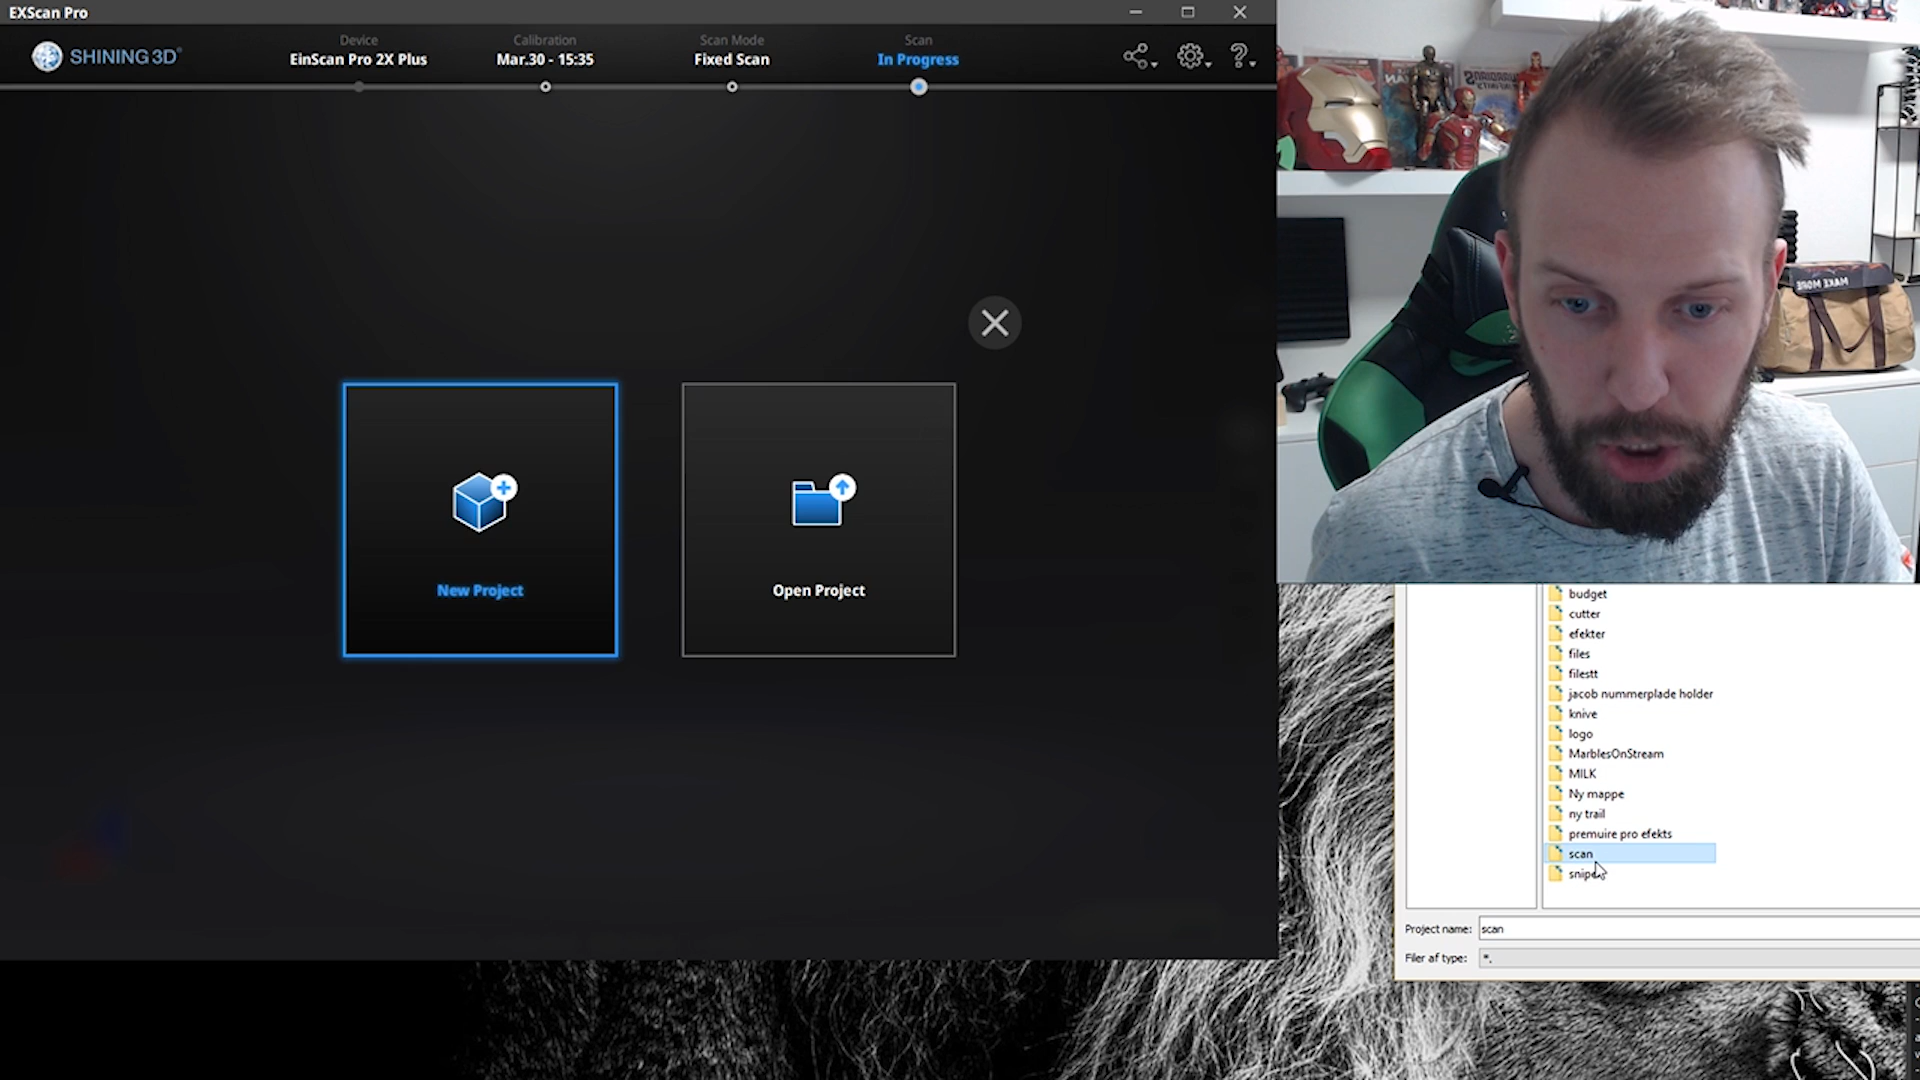 EXScan Pro
SHINING 3D®
Device
EinScan Pro 2X Plus
Calibration
Mar.30 - 15:35
Scan Mode
Fixed Scan
Scan
In Progress
New Project
Open Project
MAKE MORE
budget
cutter
efekter
files
filestt
jacob nummerplade holder
knive
logo
MarblesOnStream
MILK
Ny mappe
ny trail
premuire pro efekts
scan
Project name: scan
Filer af type: *.